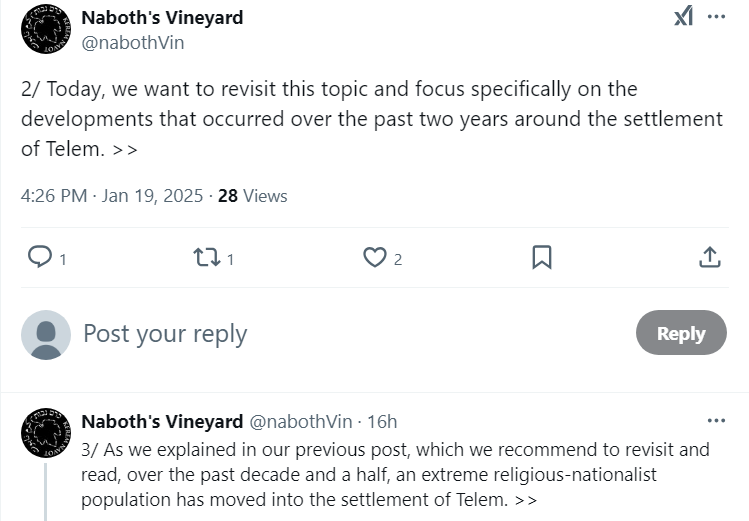 Naboth's Vineyard
@nabothVin
2/ Today, we want to revisit this topic and focus specifically on the
developments that occurred over the past two years around the settlement
of Telem. >>
4:26 PM · Jan 19, 2025 · 28 Views
1
1
2
Post your reply
Reply
Naboth's Vineyard @nabothVin · 16h
3/ As we explained in our previous post, which we recommend to revisit and
read, over the past decade and a half, an extreme religious-nationalist
population has moved into the settlement of Telem. >>